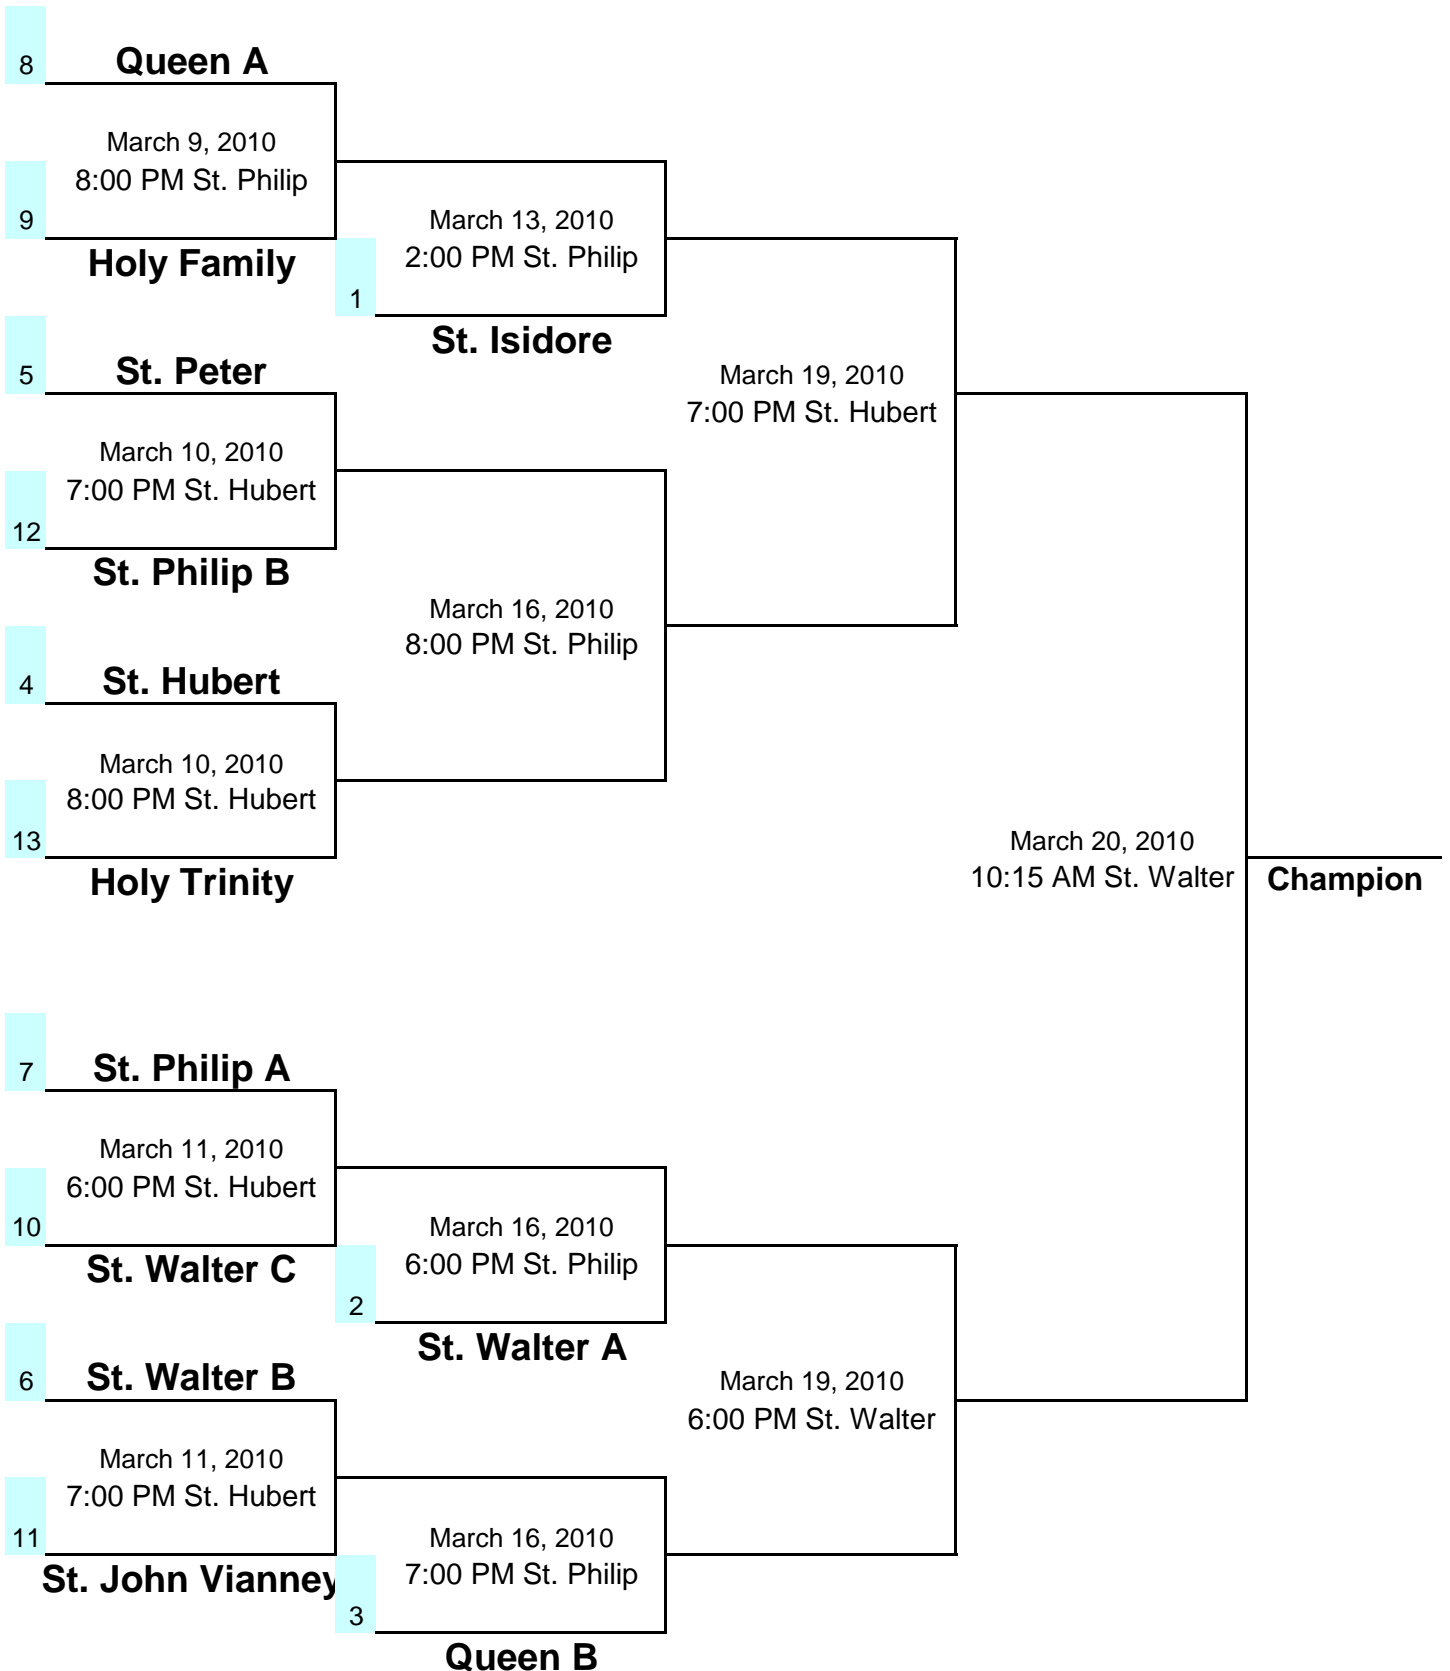 8
Queen A
March 9, 2010
8:00 PM St. Philip
9
Holy Family
March 13, 2010
2:00 PM St. Philip
1
St. Isidore
5
St. Peter
March 10, 2010
7:00 PM St. Hubert
12
St. Philip B
March 19, 2010
7:00 PM St. Hubert
March 16, 2010
8:00 PM St. Philip
4
St. Hubert
March 10, 2010
8:00 PM St. Hubert
13
Holy Trinity
March 20, 2010
10:15 AM St. Walter
Champion
7
St. Philip A
March 11, 2010
6:00 PM St. Hubert
10
St. Walter C
March 16, 2010
6:00 PM St. Philip
2
St. Walter A
6
St. Walter B
March 11, 2010
7:00 PM St. Hubert
11
St. John Vianney
March 19, 2010
6:00 PM St. Walter
March 16, 2010
7:00 PM St. Philip
3
Queen B